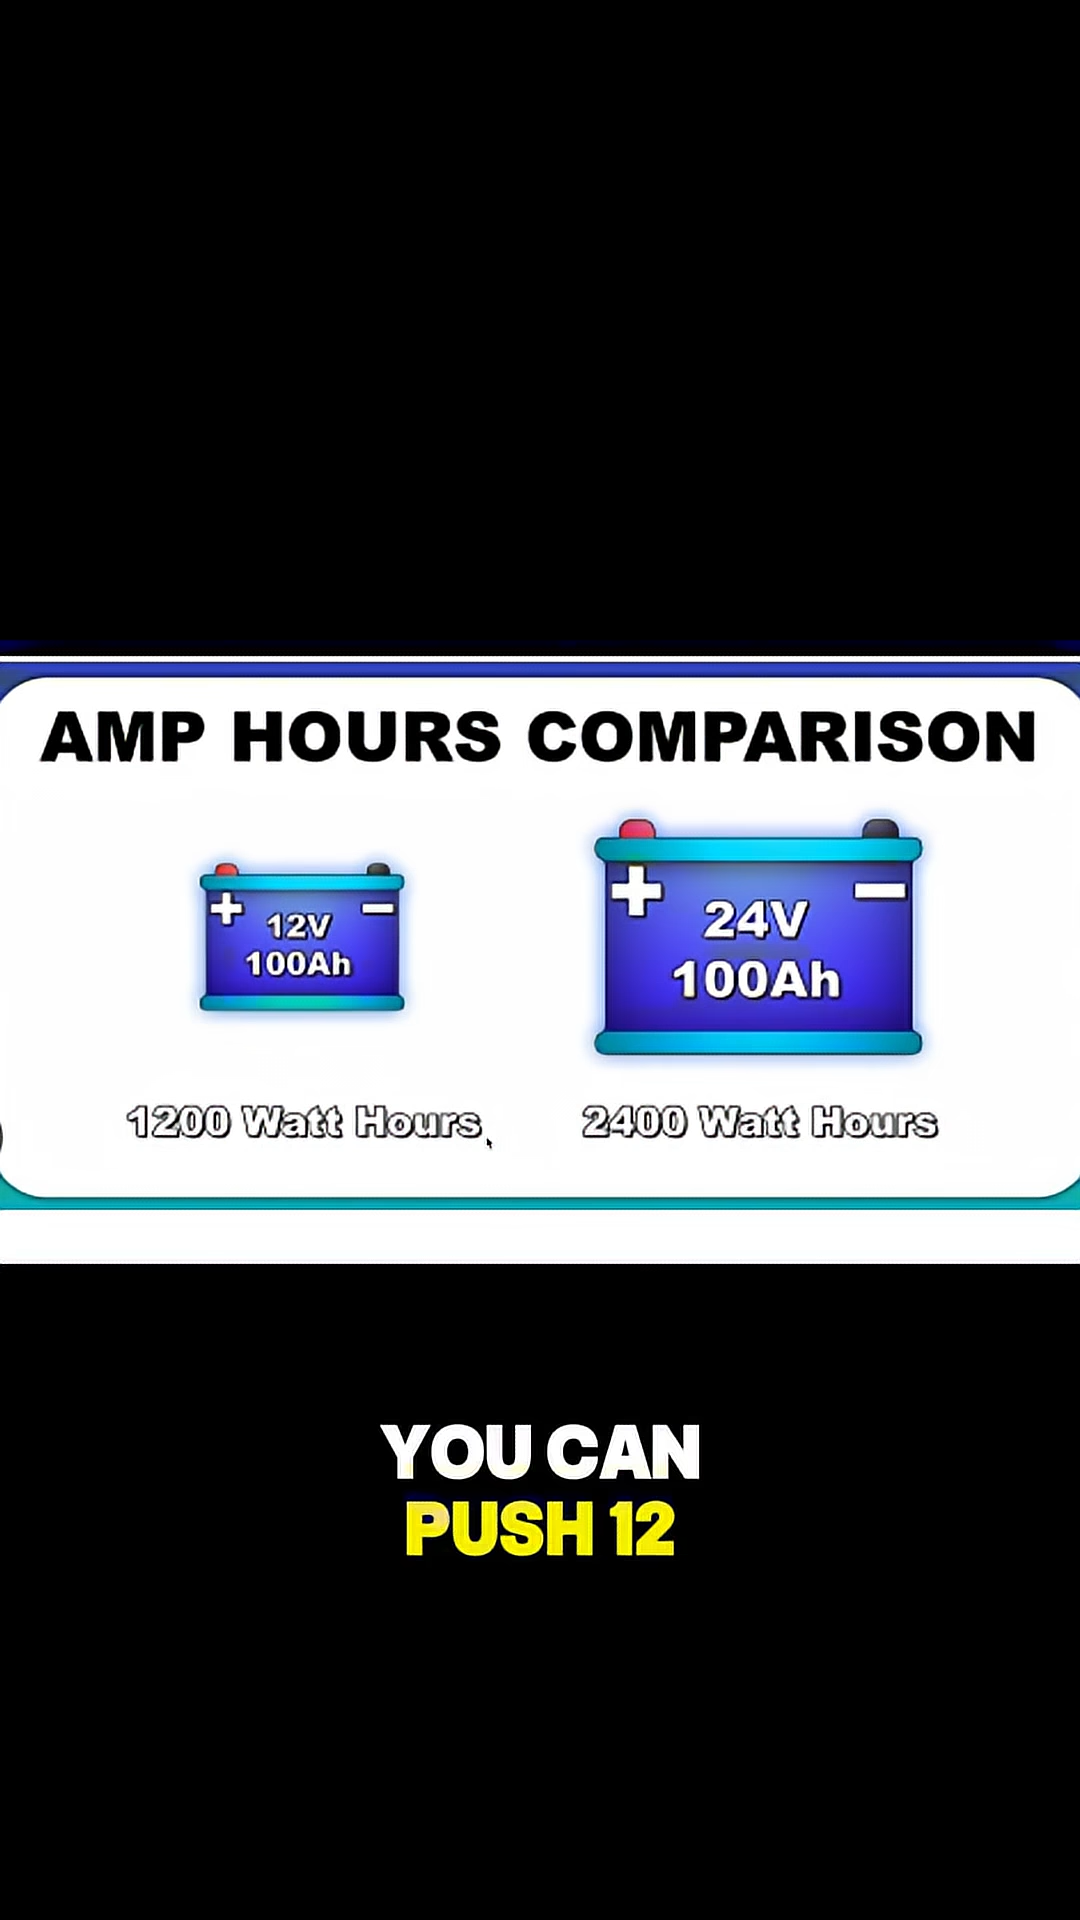 AMP HOURS COMPARISON
+ −
12V
100Ah
+ −
24V
100Ah
1200 Watt Hours
2400 Watt Hours
YOU CAN
PUSH 12